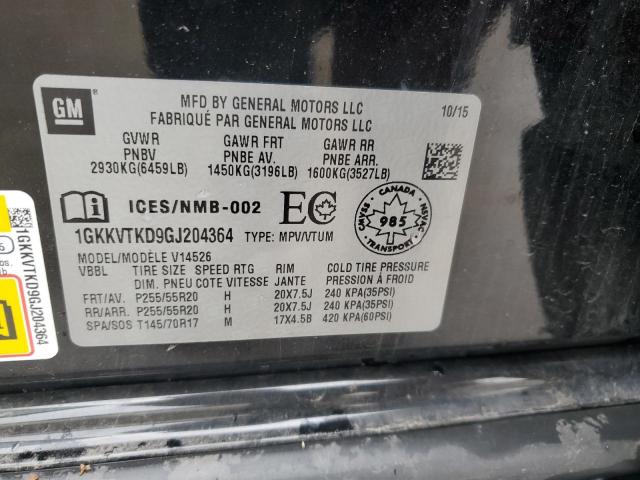 GM
MFD BY GENERAL MOTORS LLC
FABRIQUÉ PAR GENERAL MOTORS LLC
10/15
GVWR GAWR FRT GAWR RR
PNBV PNBE AV. PNBE ARR.
2930KG(6459LB) 1450KG(3196LB) 1600KG(3527LB)
ICES/NMB-002 EC
CANADA
CMVSS NSVAC
985
TRANSPORT
1GKKVTKD9GJ204364 TYPE: MPV/VTUM
MODEL/MODÈLE V14526
VBBL TIRE SIZE SPEED RTG RIM COLD TIRE PRESSURE
DIM. PNEU COTE VITESSE JANTE PRESSION À FROID
FRT/AV. P255/55R20 H 20X7.5J 240 KPA(35PSI)
RR/ARR. P255/55R20 H 20X7.5J 240 KPA(35PSI)
SPA/SOS T145/70R17 M 17X4.5B 420 KPA(60PSI)
1GKKVTKD9GJ204364